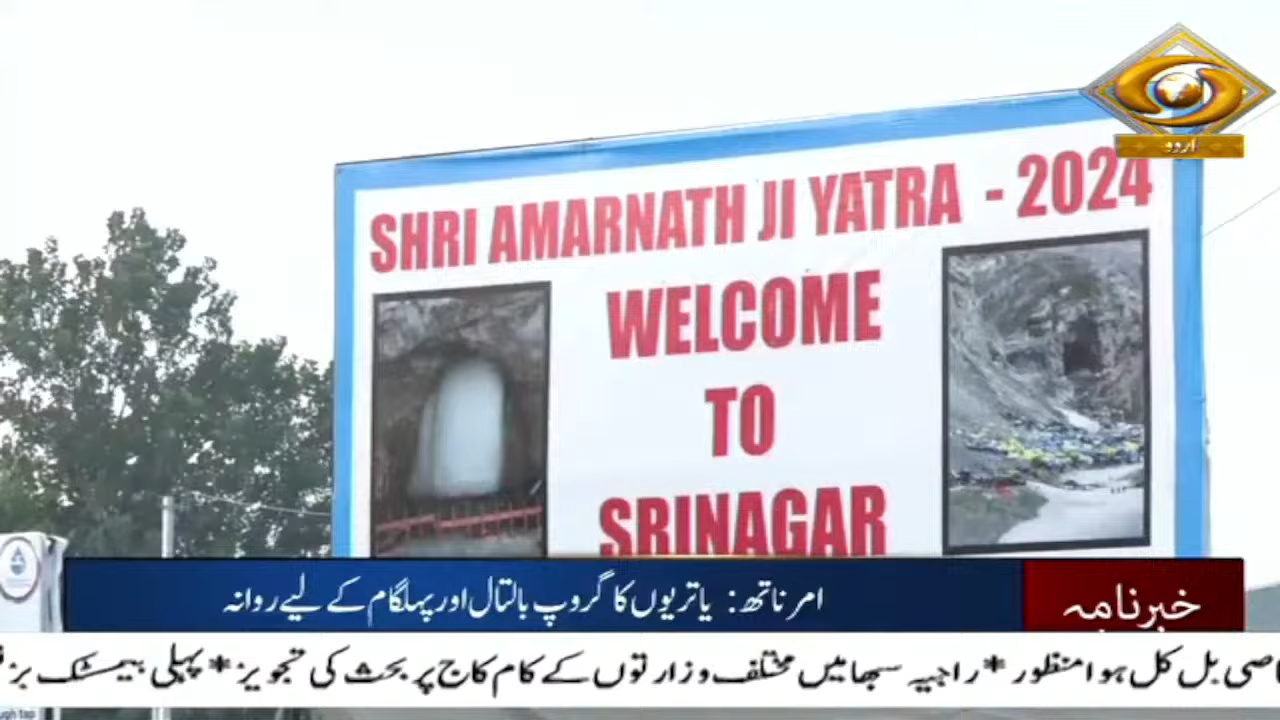 اردو
SHRI AMARNATH JI YATRA - 2024
WELCOME
TO
SRINAGAR
امرناتھ: یاتریوں کا گروپ بالتال اور پہلگام کے لیے روانہ
خبرنامہ
بل کل ہوا منظور * راجیہ سبھا میں مختلف وزارتوں کے کام کاج پر بحث کی تجویز * پہلی بیمسٹک